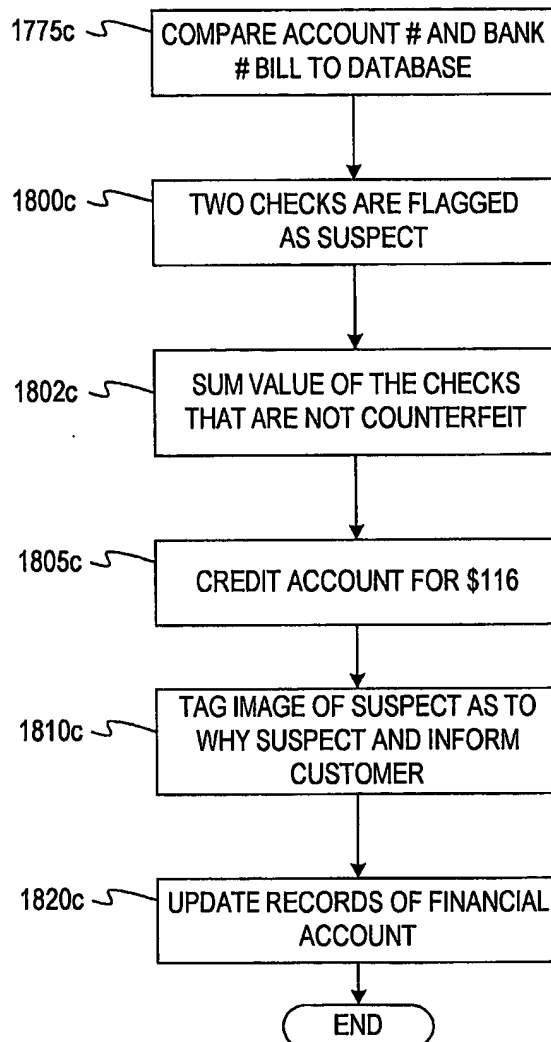 1775c
COMPARE ACCOUNT # AND BANK
# BILL TO DATABASE
1800c
TWO CHECKS ARE FLAGGED
AS SUSPECT
1802c
SUM VALUE OF THE CHECKS
THAT ARE NOT COUNTERFEIT
1805c
CREDIT ACCOUNT FOR $116
1810c
TAG IMAGE OF SUSPECT AS TO
WHY SUSPECT AND INFORM
CUSTOMER
1820c
UPDATE RECORDS OF FINANCIAL
ACCOUNT
END